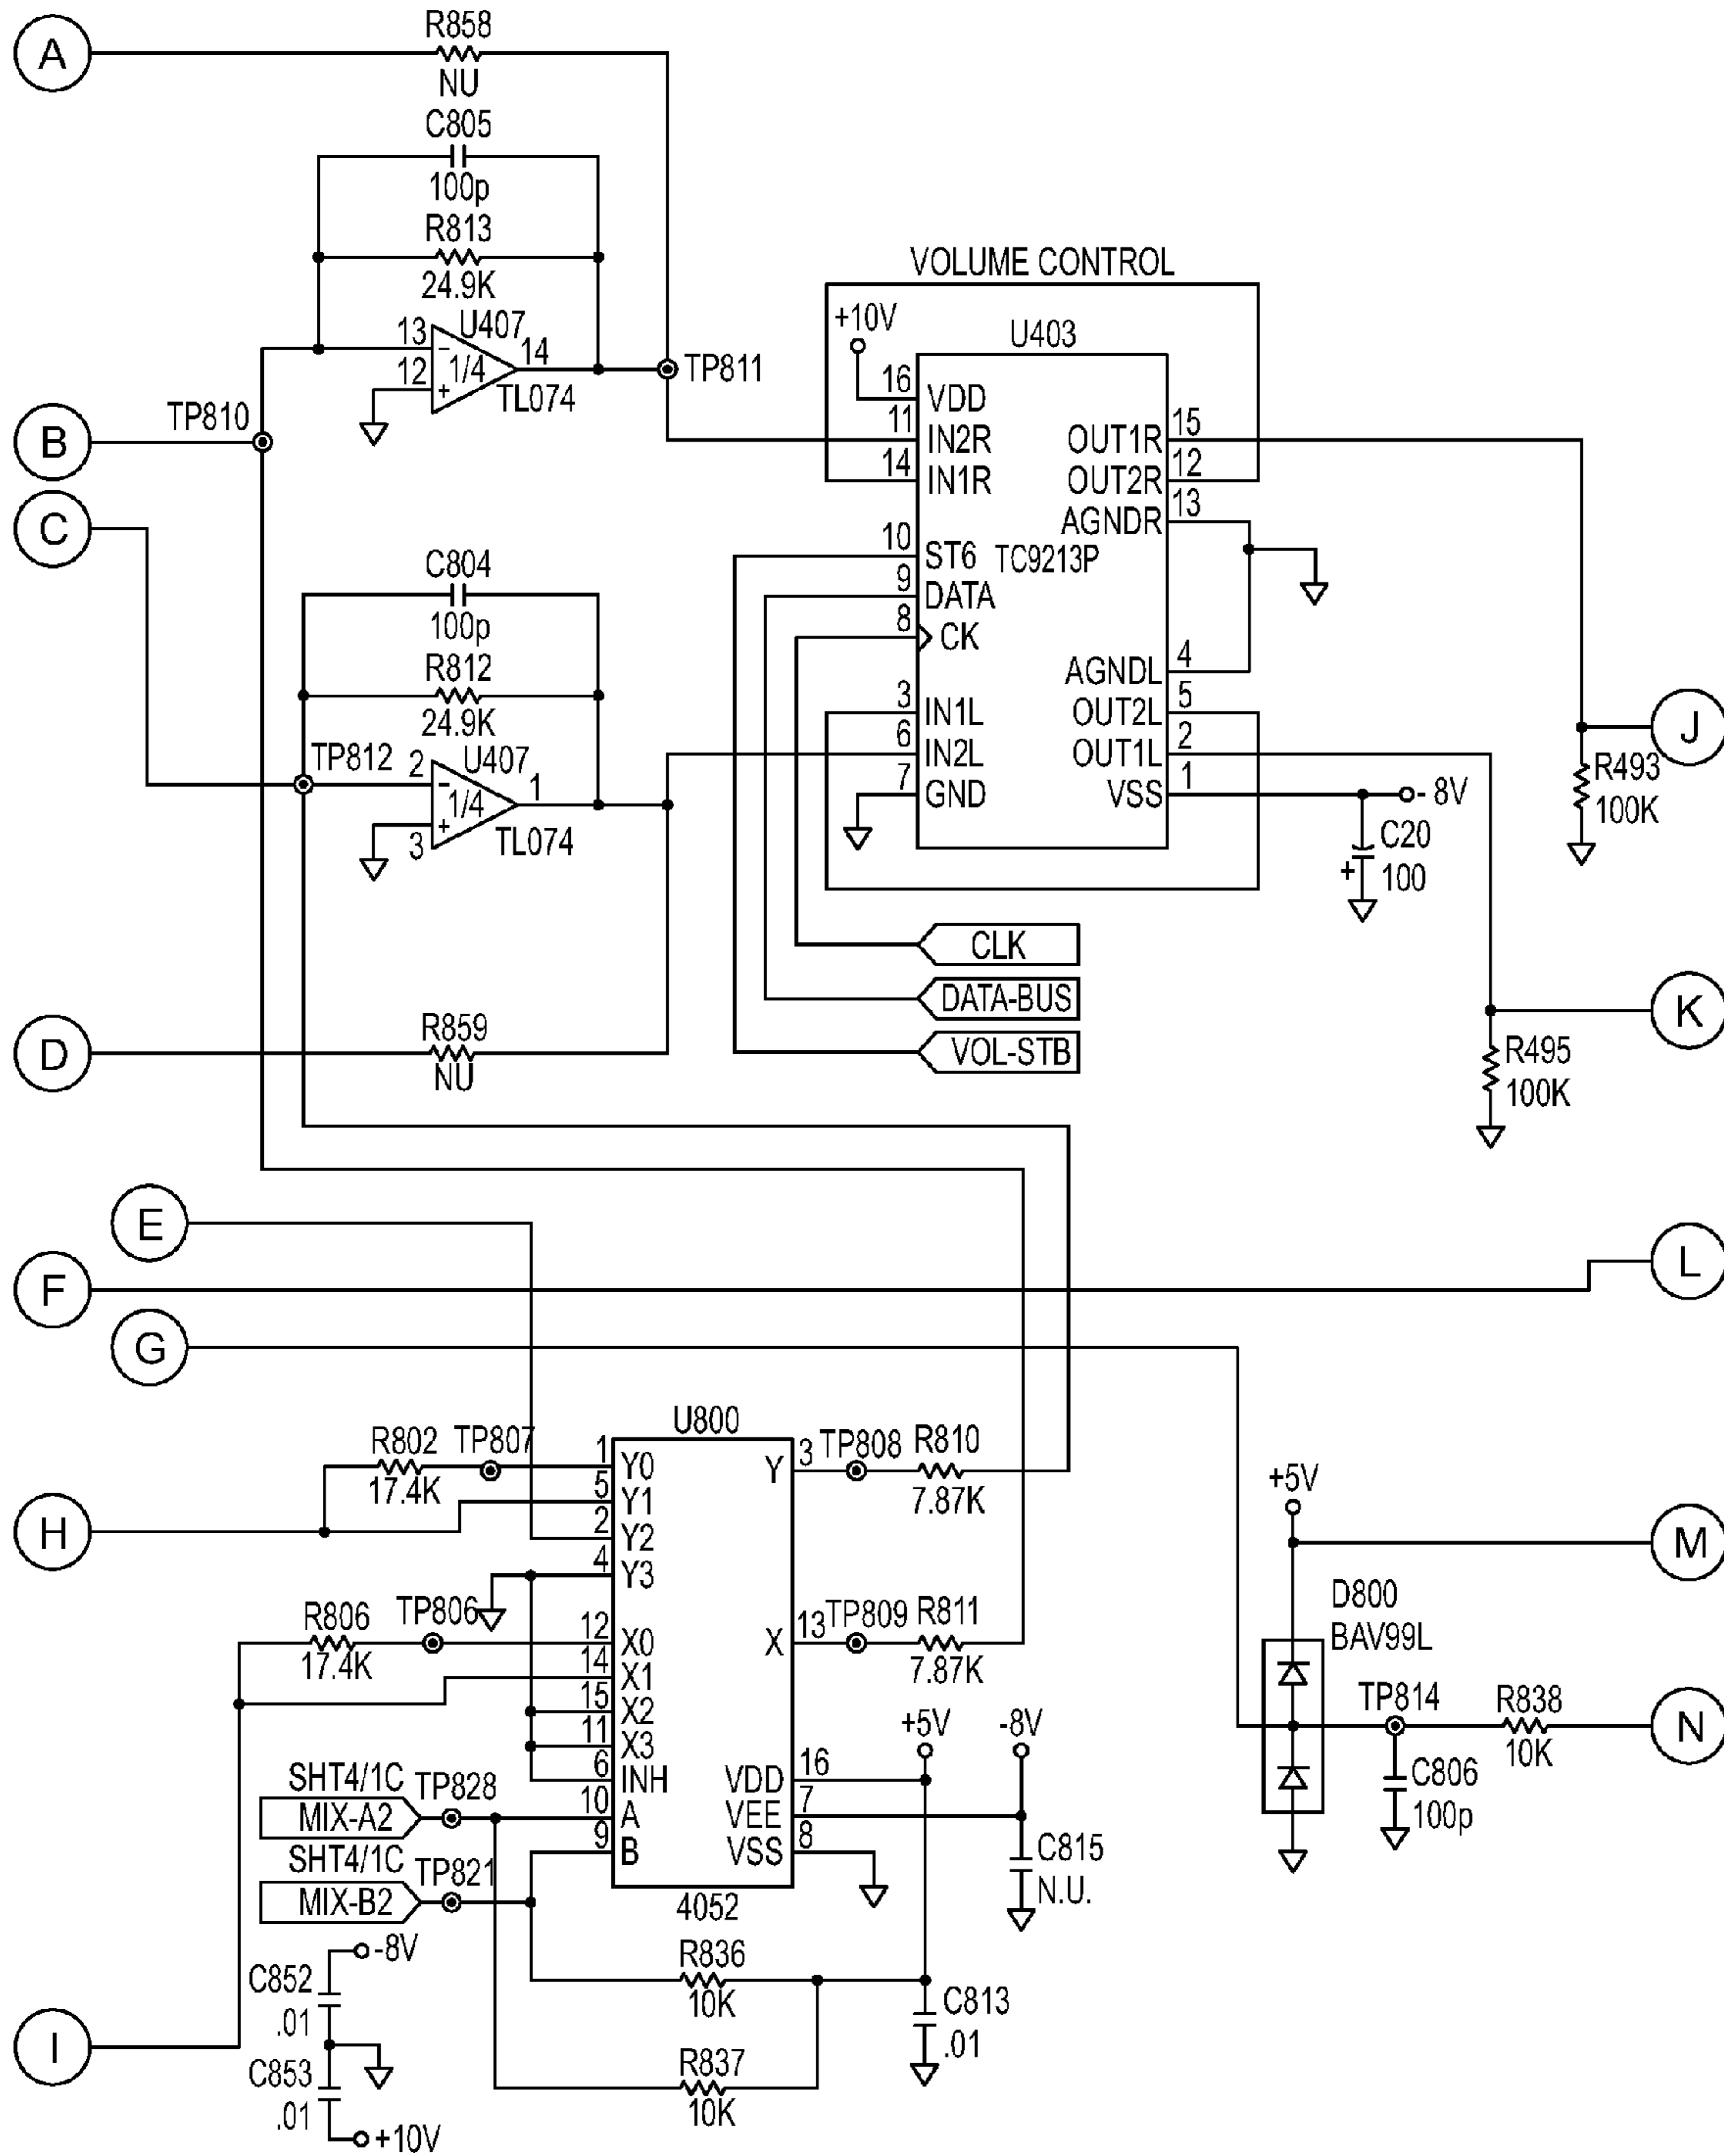 A
R858
NU
C805
100p
R813
24.9K
13
U407
14
12
1/4
-
+
TL074
TP811
B
TP810
C
C804
100p
R812
24.9K
TP812
2
U407
1
-
1/4
+
3
TL074
D
R859
NU
VOLUME CONTROL
+10V
U403
16
VDD
11
IN2R
OUT1R
15
14
IN1R
OUT2R
12
AGNDR
13
10
ST6
TC9213P
9
DATA
8
CK
AGNDL
4
3
IN1L
OUT2L
5
6
IN2L
OUT1L
2
7
GND
VSS
1
- 8V
C20
+
100
J
R493
100K
CLK
DATA-BUS
VOL-STB
K
R495
100K
E
F
L
G
U800
R802
TP807
1
Y0
Y
3
TP808
R810
17.4K
5
Y1
7.87K
H
2
Y2
4
Y3
R806
TP806
12
X0
X
13
TP809
R811
17.4K
14
X1
7.87K
15
X2
11
X3
+5V
-8V
6
INH
VDD
16
SHT4/1C
TP828
MIX-A2
10
A
VEE
7
9
B
VSS
8
SHT4/1C
TP821
MIX-B2
4052
C815
N.U.
-8V
C852
.01
R836
10K
C813
.01
I
C853
.01
R837
10K
+10V
+5V
M
D800
BAV99L
TP814
R838
10K
N
C806
100p